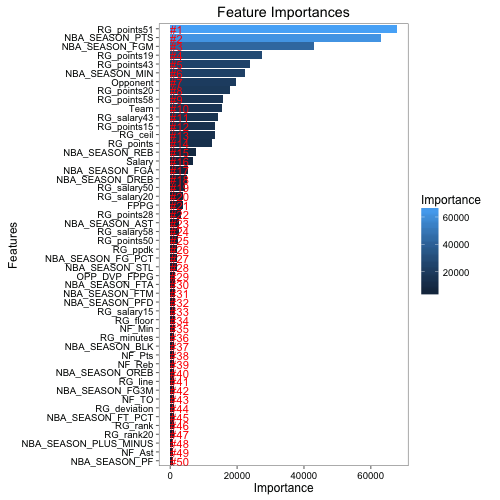 Feature Importances
RG_points51 #1
NBA_SEASON_PTS #2
NBA_SEASON_FGM #3
RG_points19 #4
RG_points43 #5
NBA_SEASON_MIN #6
Opponent #7
RG_points20 #8
RG_points58 #9
Team #10
RG_salary43 #11
RG_points15 #12
RG_ceil #13
RG_points #14
NBA_SEASON_REB #15
Salary #16
NBA_SEASON_FGA #17
NBA_SEASON_DREB #18
RG_salary50 #19
RG_salary20 #20
FPPG #21
RG_points28 #22
NBA_SEASON_AST #23
RG_salary58 #24
RG_points50 #25
RG_ppdk #26
NBA_SEASON_FG_PCT #27
NBA_SEASON_STL #28
OPP_DVP_FPPG #29
NBA_SEASON_FTA #30
NBA_SEASON_FTM #31
NBA_SEASON_PFD #32
RG_salary15 #33
RG_floor #34
NF_Min #35
RG_minutes #36
NBA_SEASON_BLK #37
NF_Pts #38
NF_Reb #39
NBA_SEASON_OREB #40
RG_line #41
NBA_SEASON_FG3M #42
NF_TO #43
RG_deviation #44
NBA_SEASON_FT_PCT #45
RG_rank #46
RG_rank20 #47
NBA_SEASON_PLUS_MINUS #48
NF_Ast #49
NBA_SEASON_PF #50
Features
0 20000 40000 60000
Importance
Importance
60000
40000
20000